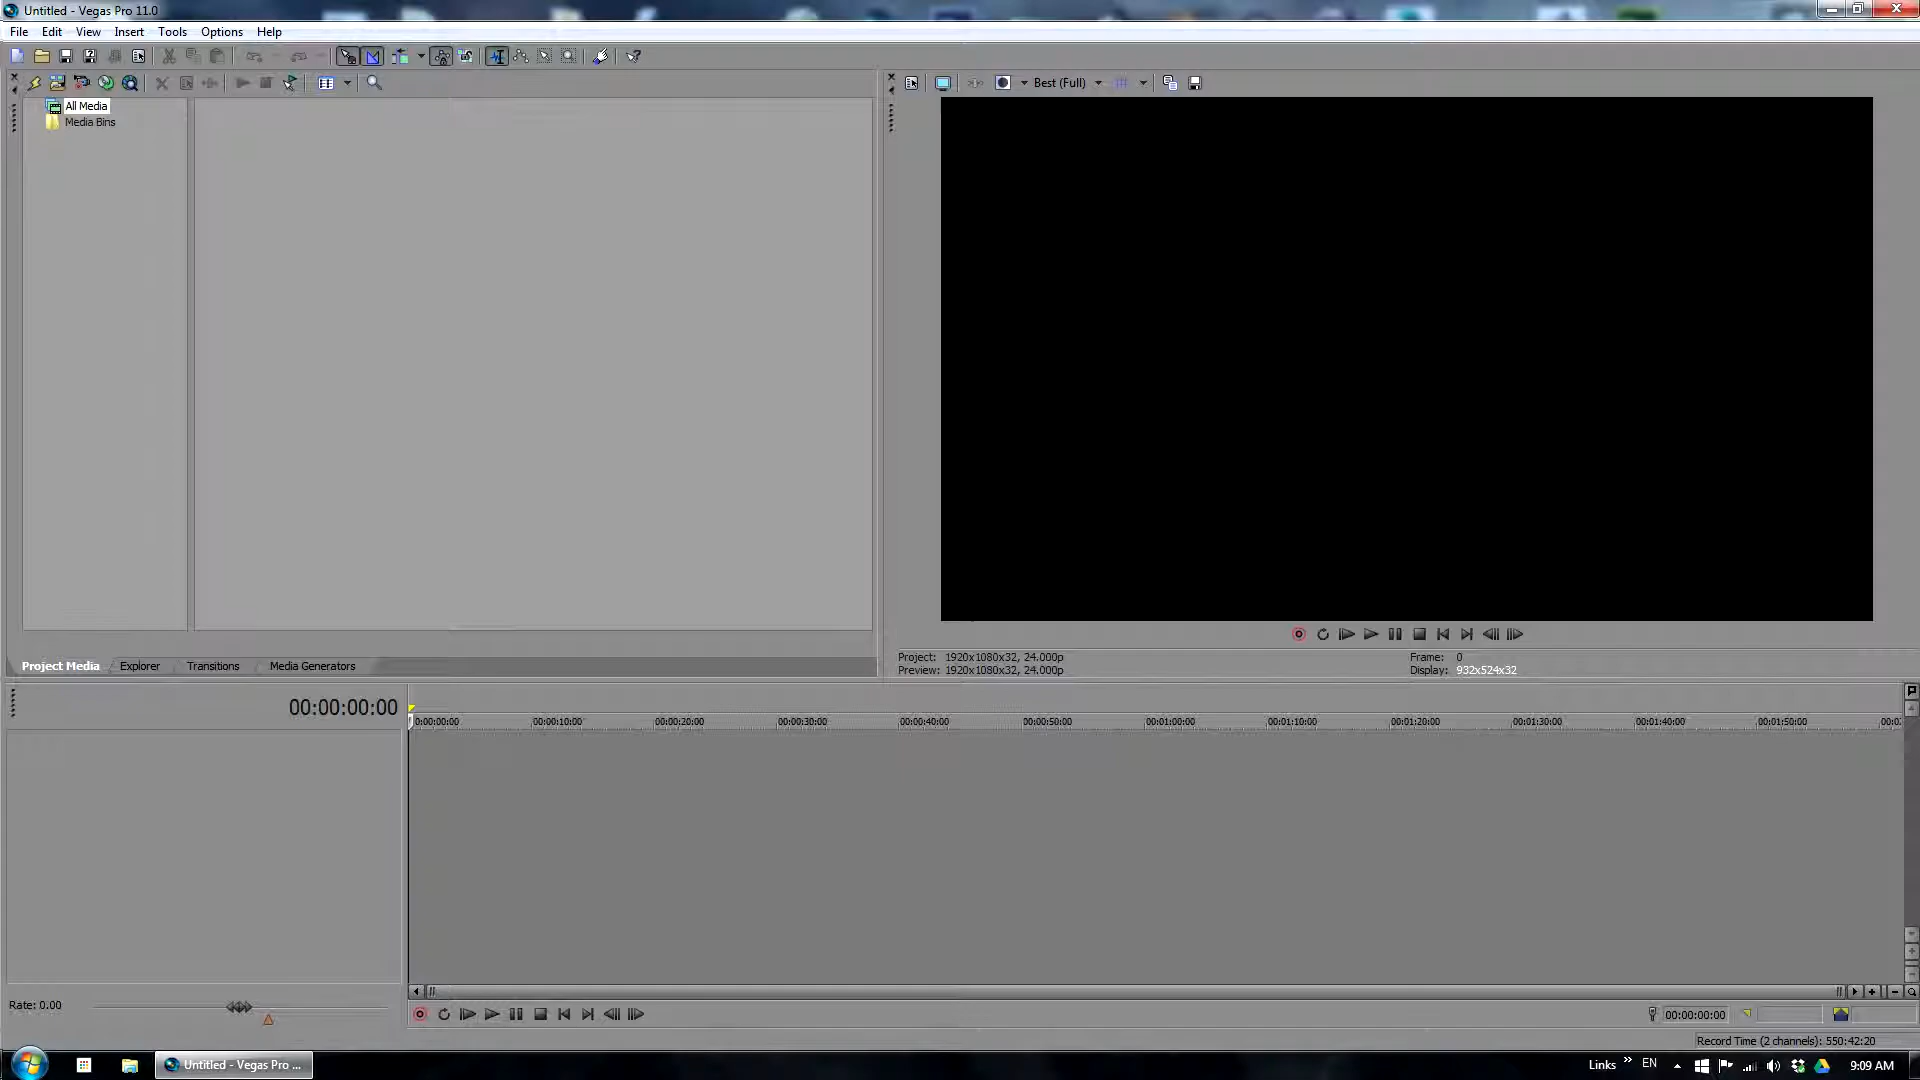 Untitled - Vegas Pro 11.0
File Edit View Insert Tools Options Help
Best (Full)
All Media
Media Bins
Project Media Explorer Transitions Media Generators
Project: 1920x1080x32, 24.000p
Preview: 1920x1080x32, 24.000p
Frame: 0
Display: 932x524x32
00:00:00:00
0:00:00:00 00:00:10:00 00:00:20:00 00:00:30:00 00:00:40:00 00:00:50:00 00:01:00:00 00:01:10:00 00:01:20:00 00:01:30:00 00:01:40:00 00:01:50:00
Rate: 0.00
00:00:00:00
Record Time (2 channels): 550:42:20
Untitled - Vegas Pro ...
Links » EN
9:09 AM